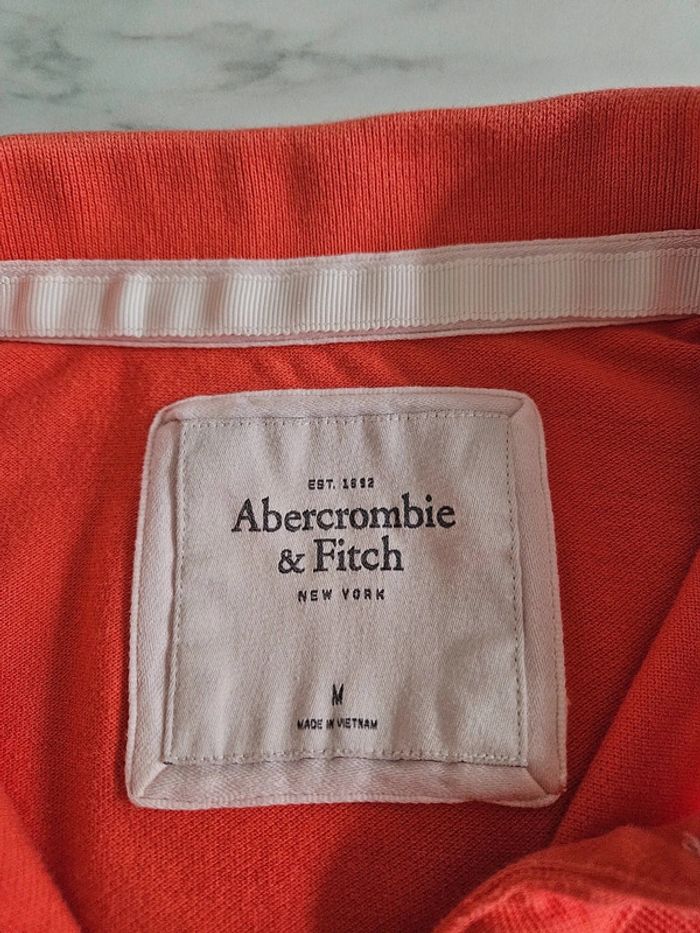 EST. 1892
Abercrombie
& Fitch
NEW YORK
M
MADE IN VIETNAM